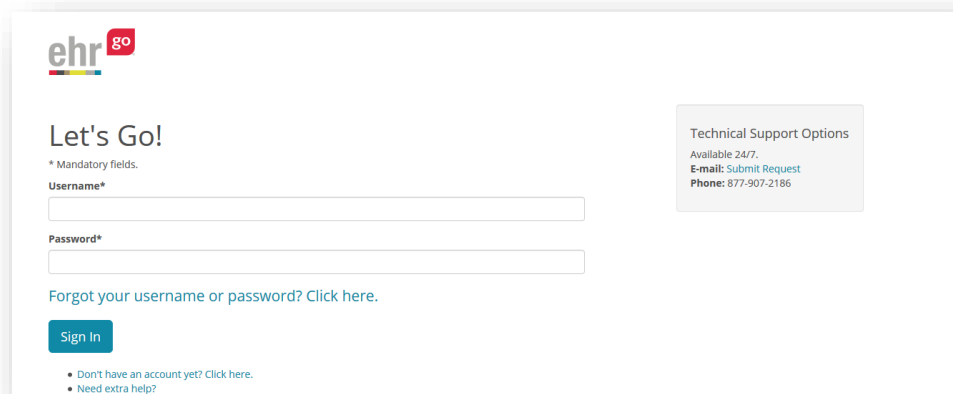 ehr go
Let's Go!
* Mandatory fields.
Username*
Password*
Forgot your username or password? Click here.
Sign In
Don't have an account yet? Click here.
Need extra help?
Technical Support Options
Available 24/7.
E-mail: Submit Request
Phone: 877-907-2186